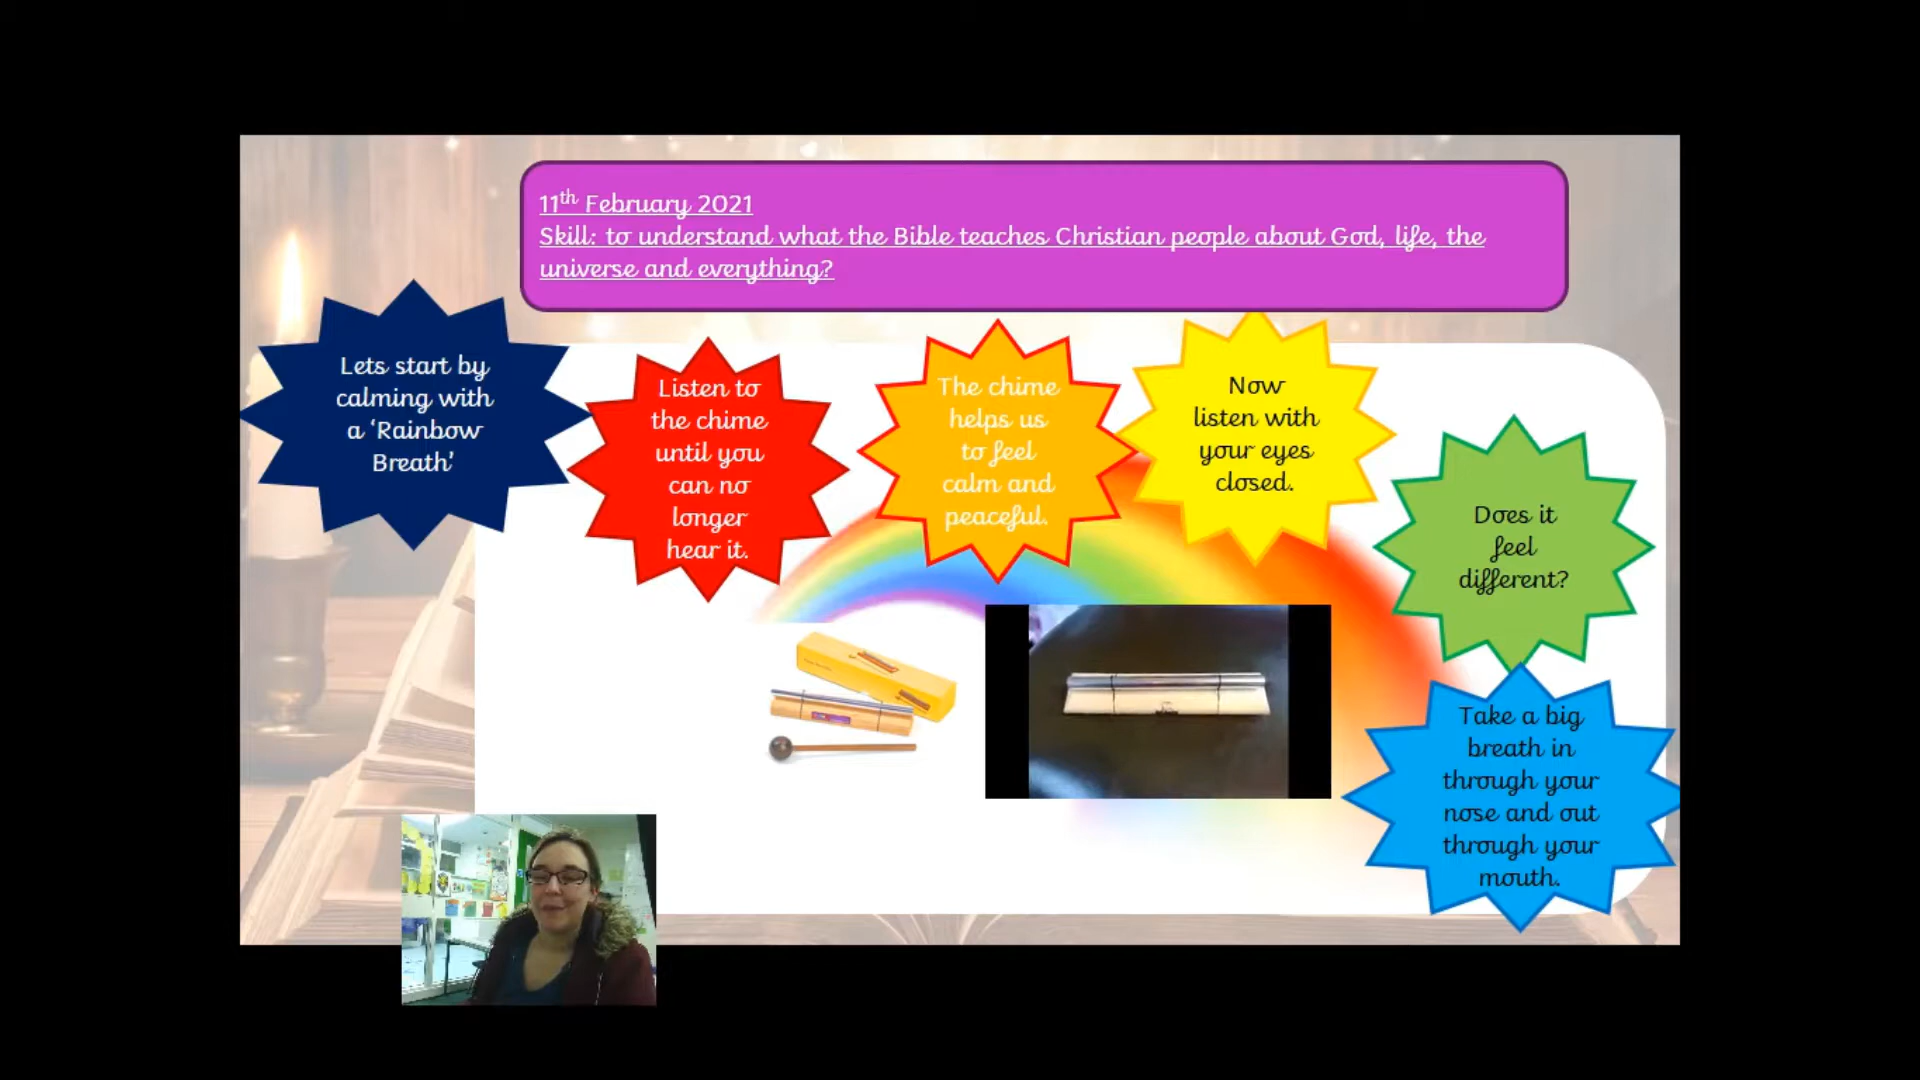 11th February 2021
Skill: to understand what the Bible teaches Christian people about God, life, the
universe and everything?
Lets start by
calming with
a ‘Rainbow
Breath’
Listen to
the chime
until you
can no
longer
hear it.
The chime
helps us
to feel
calm and
peaceful.
Now
listen with
your eyes
closed.
Does it
feel
different?
Take a big
breath in
through your
nose and out
through your
mouth.